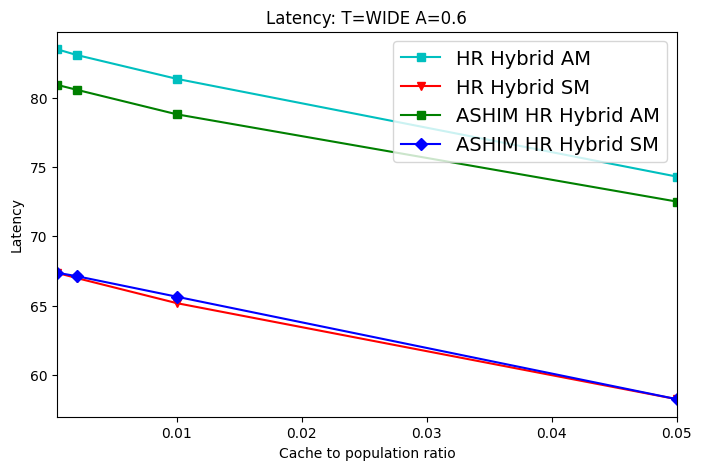 Latency: T=WIDE A=0.6
HR Hybrid AM
HR Hybrid SM
ASHIM HR Hybrid AM
ASHIM HR Hybrid SM
Latency
80
75
70
65
60
0.01
0.02
0.03
0.04
0.05
Cache to population ratio